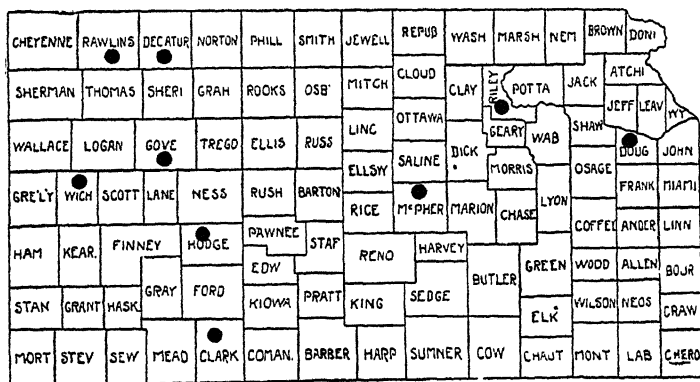 CHEYENNE RAWLINS DECATUR NORTON PHILL SMITH JEWELL REPUB WASH MARSH NEM BROWN DONI
SHERMAN THOMAS SHERI GRAH ROOKS OSB' MITCH CLOUD CLAY RILEY POTTA JACK ATCHI
JEFF LEAV WY
WALLACE LOGAN GOVE TREGO ELLIS RUSS LINC OTTAWA GEARY WAB SHAW DOUG JOHN
ELLSW SALINE DICK MORRIS OSAGE
GRE'LY WICH SCOTT LANE NESS RUSH BARTON RICE McPHER MARION CHASE LYON FRANK MIAMI
HAM KEAR. FINNEY HODGE PAWNEE STAF RENO HARVEY COFFEE ANDER LINN
EDW BUTLER GREEN WOOD ALLEN BOUR
STAN GRANT HASK GRAY FORD KIOWA PRATT KING SEDGE ELK WILSON NEOS CRAW
MORT STEV SEW MEAD CLARK COMAN. BARBER HARP SUMNER COW CHAUT MONT LAB CHERO